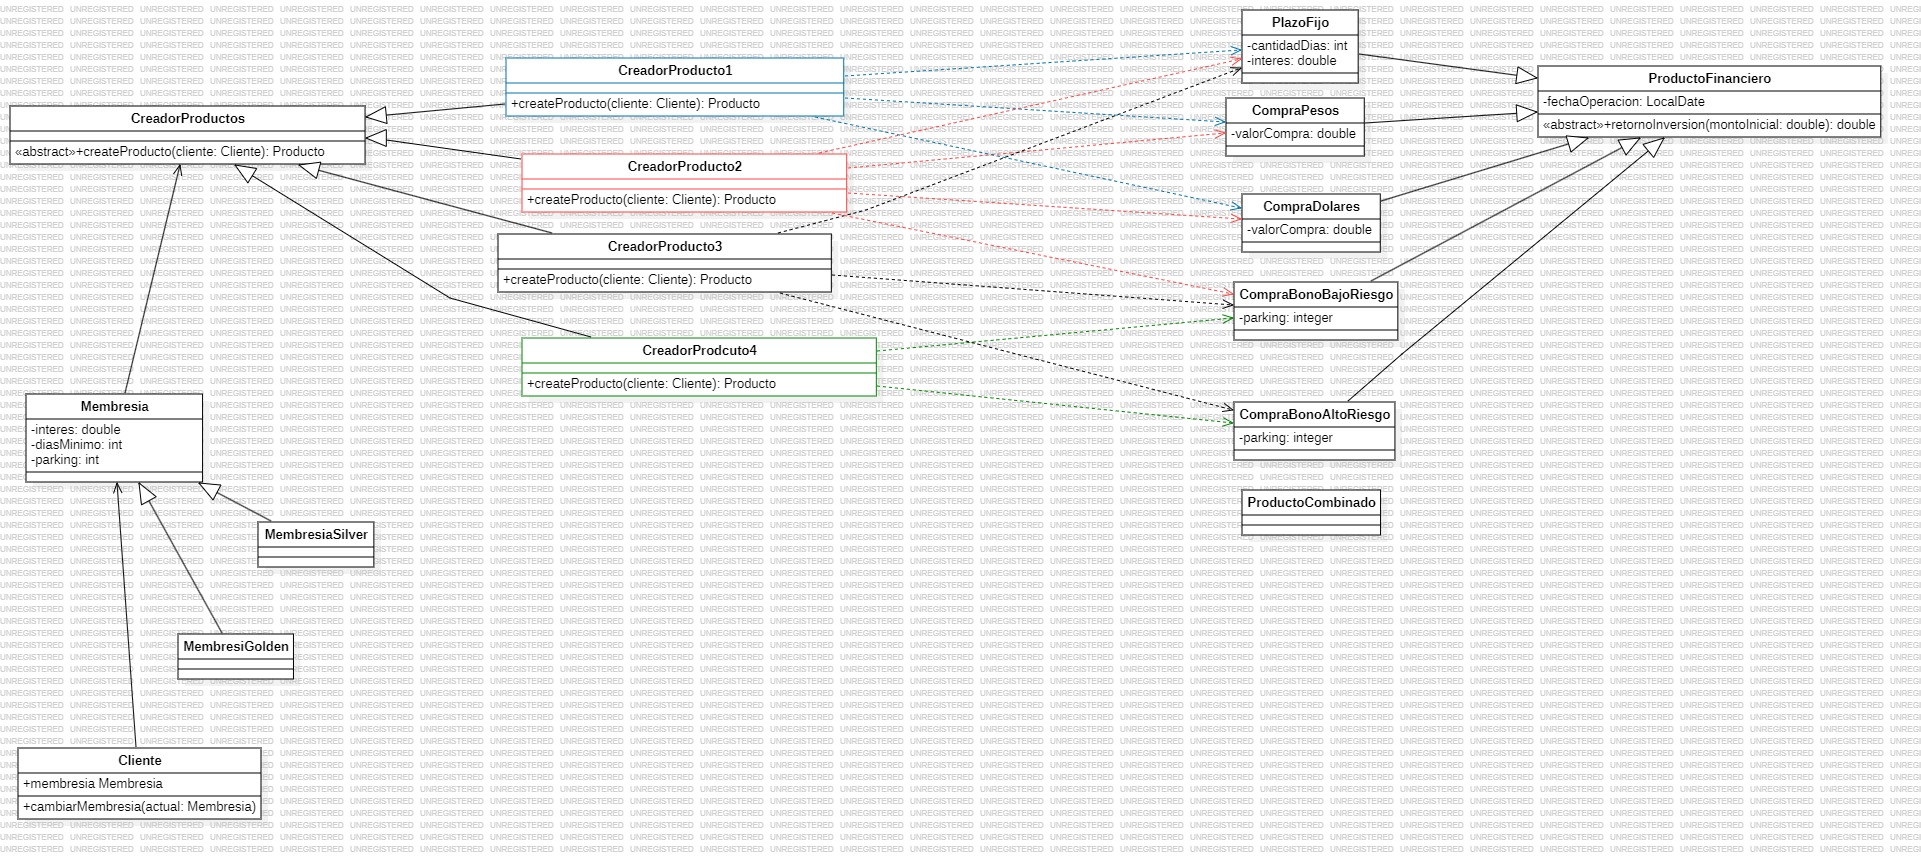 CreadorProductos
«abstract»+createProducto(cliente: Cliente): Producto
CreadorProducto1
+createProducto(cliente: Cliente): Producto
CreadorProducto2
+createProducto(cliente: Cliente): Producto
CreadorProducto3
+createProducto(cliente: Cliente): Producto
CreadorProdcuto4
+createProducto(cliente: Cliente): Producto
PlazoFijo
-cantidadDias: int
-interes: double
CompraPesos
-valorCompra: double
CompraDolares
-valorCompra: double
CompraBonoBajoRiesgo
-parking: integer
CompraBonoAltoRiesgo
-parking: integer
ProductoCombinado
ProductoFinanciero
-fechaOperacion: LocalDate
«abstract»+retornoInversion(montoInicial: double): double
Membresia
-interes: double
-diasMinimo: int
-parking: int
MembresiaSilver
MembresiGolden
Cliente
+membresia Membresia
+cambiarMembresia(actual: Membresia)
UNREGISTERED